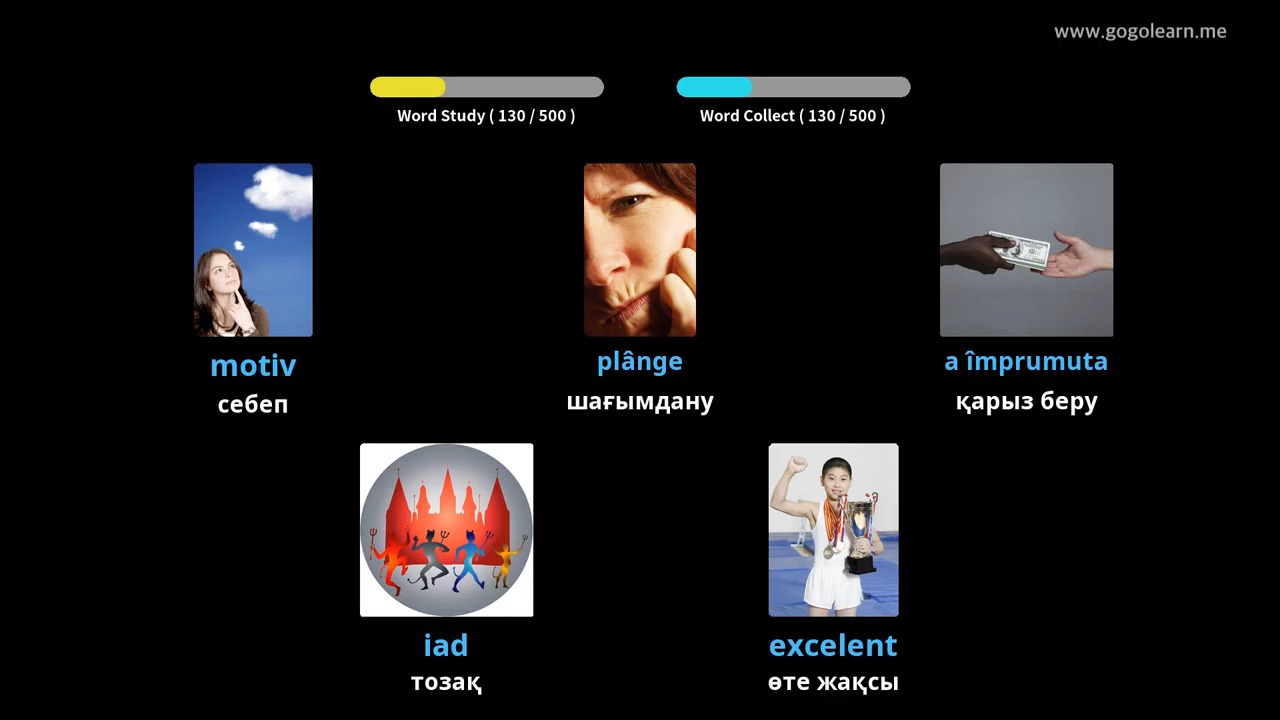 www.gogolearn.me
Word Study ( 130 / 500 )
Word Collect ( 130 / 500 )
motiv
себеп
plânge
шағымдану
a împrumuta
қарыз беру
iad
тозақ
excelent
өте жақсы